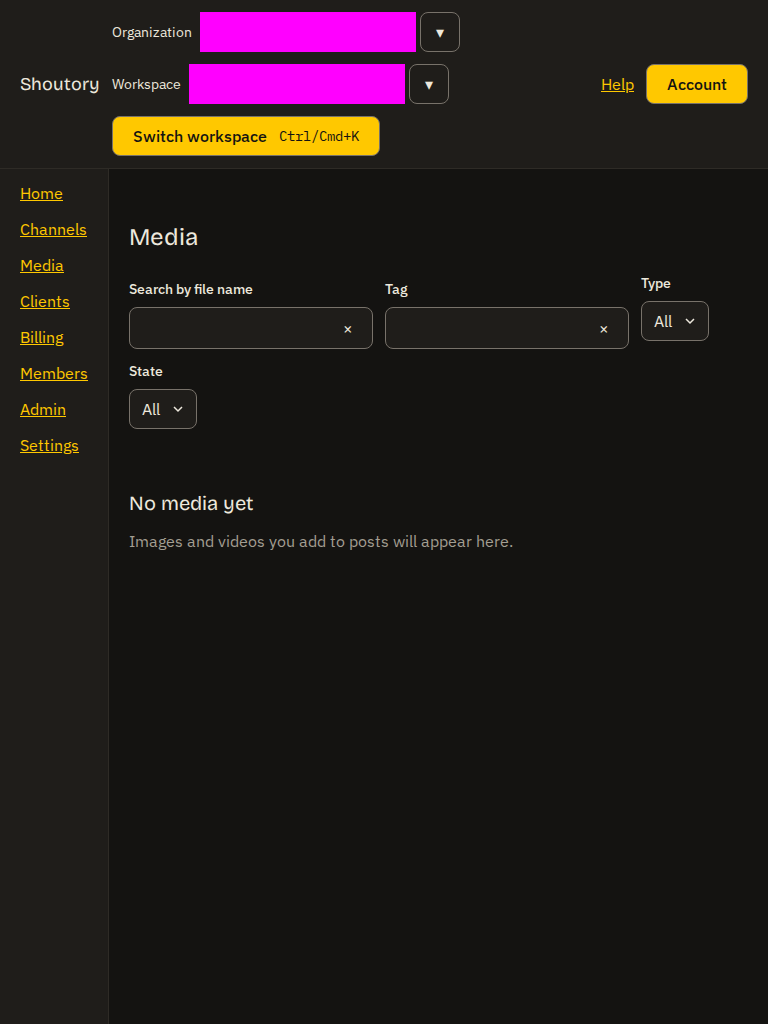 Organization ▼
Shoutory Workspace ▼ Help Account
Switch workspace Ctrl/Cmd+K
Home
Channels
Media
Clients
Billing
Members
Admin
Settings
Media
Search by file name
×
Tag
×
Type
All
State
All
No media yet
Images and videos you add to posts will appear here.